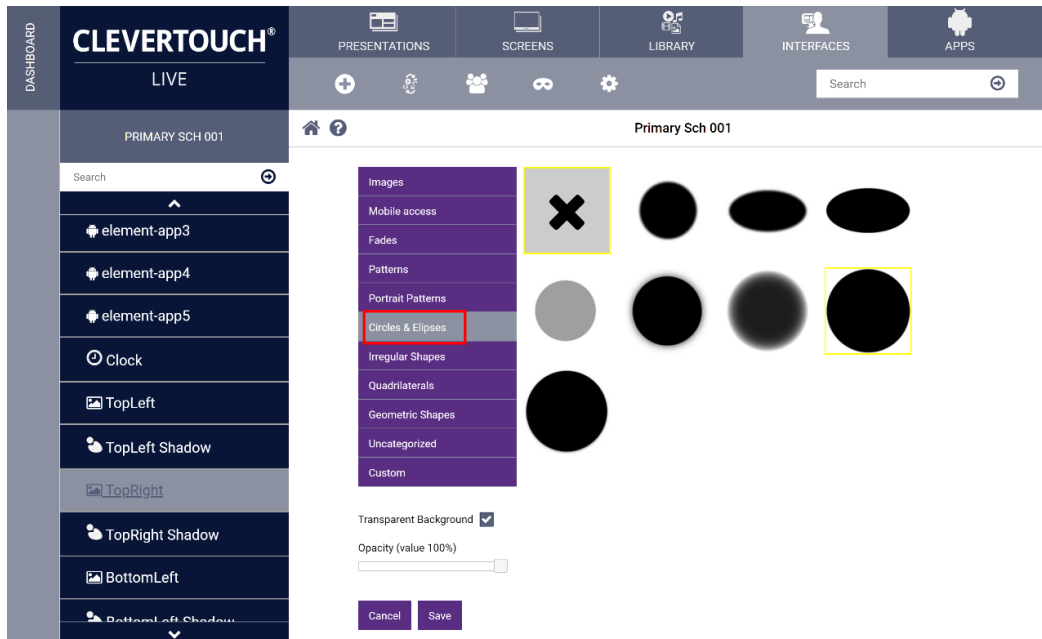 DASHBOARD
CLEVERTOUCH®
LIVE
PRESENTATIONS
SCREENS
LIBRARY
INTERFACES
APPS
Search
PRIMARY SCH 001
Primary Sch 001
Search
element-app3
element-app4
element-app5
Clock
TopLeft
TopLeft Shadow
TopRight
TopRight Shadow
BottomLeft
BottomLeft Shadow
Images
Mobile access
Fades
Patterns
Portrait Patterns
Circles & Elipses
Irregular Shapes
Quadrilaterals
Geometric Shapes
Uncategorized
Custom
Transparent Background
Opacity (value 100%)
Cancel
Save